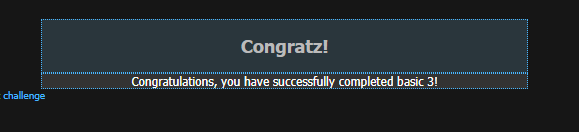 Congratz!
Congratulations, you have successfully completed basic 3!
challenge